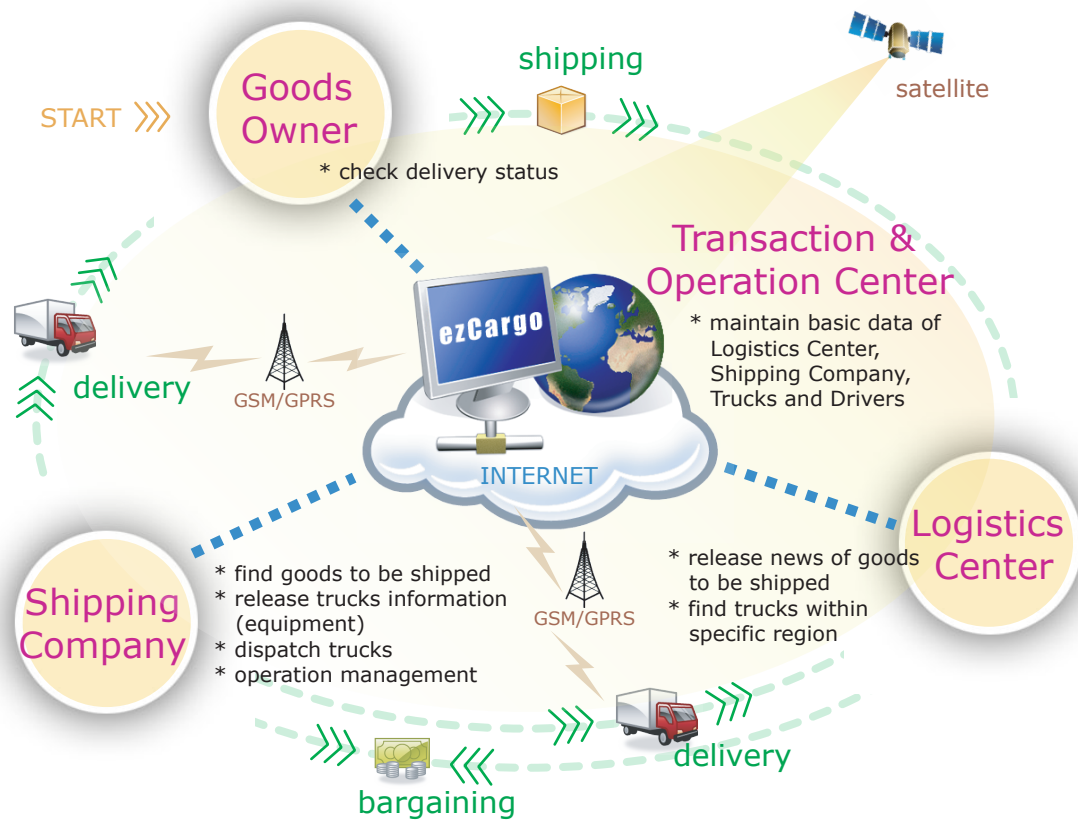 START
Goods
Owner
* check delivery status
shipping
satellite
Transaction &
Operation Center
* maintain basic data of
Logistics Center,
Shipping Company,
Trucks and Drivers
ezCargo
INTERNET
delivery
GSM/GPRS
Shipping
Company
* find goods to be shipped
* release trucks information
(equipment)
* dispatch trucks
* operation management
GSM/GPRS
* release news of goods
to be shipped
* find trucks within
specific region
Logistics
Center
delivery
bargaining